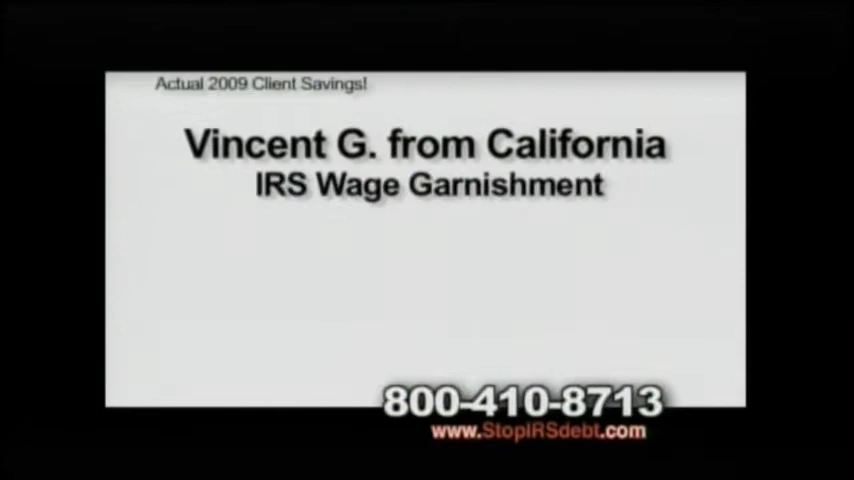 Actual 2009 Client Savings!
Vincent G. from California
IRS Wage Garnishment
800-410-8713
www.StopIRSdebt.com